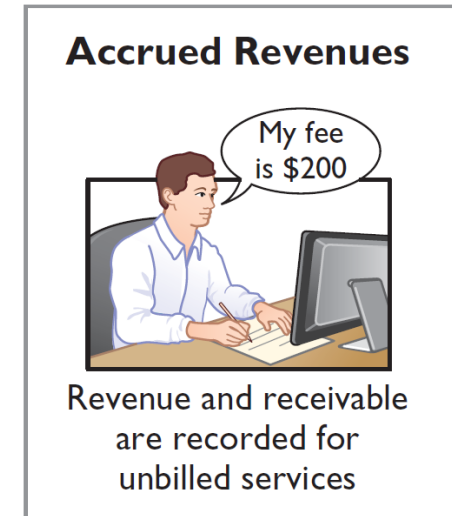 Accrued Revenues
My fee
is $200
Revenue and receivable
are recorded for
unbilled services